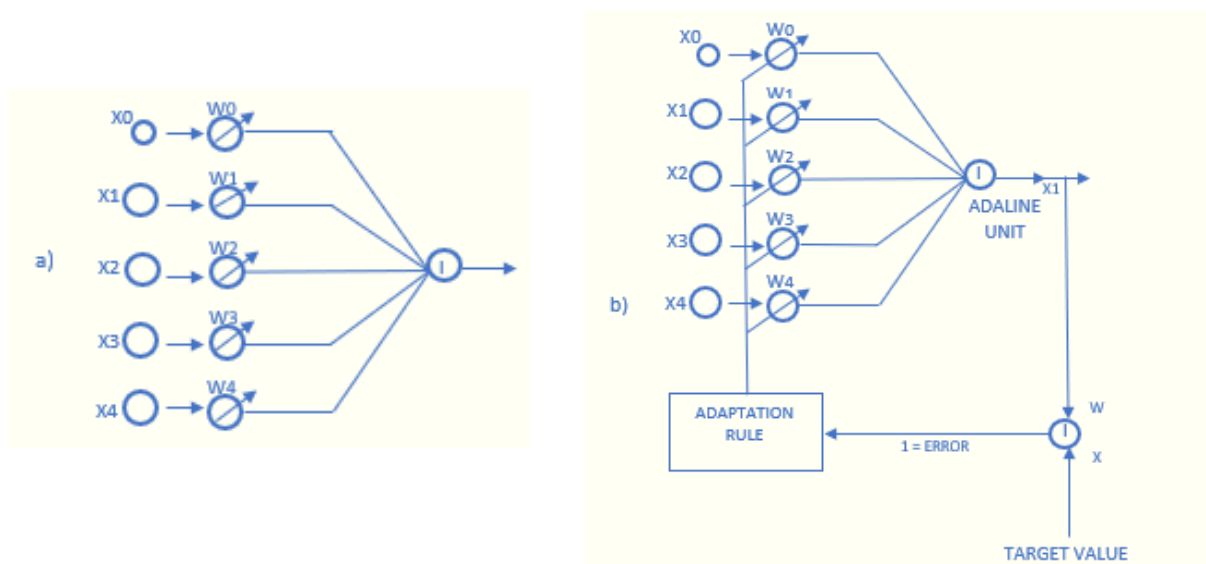 a)
X0
W0
X1
W1
X2
W2
X3
W3
X4
W4
I
b)
X0
W0
X1
W1
X2
W2
X3
W3
X4
W4
I
X1
ADALINE
UNIT
ADAPTATION
RULE
1 = ERROR
W
I
X
TARGET VALUE